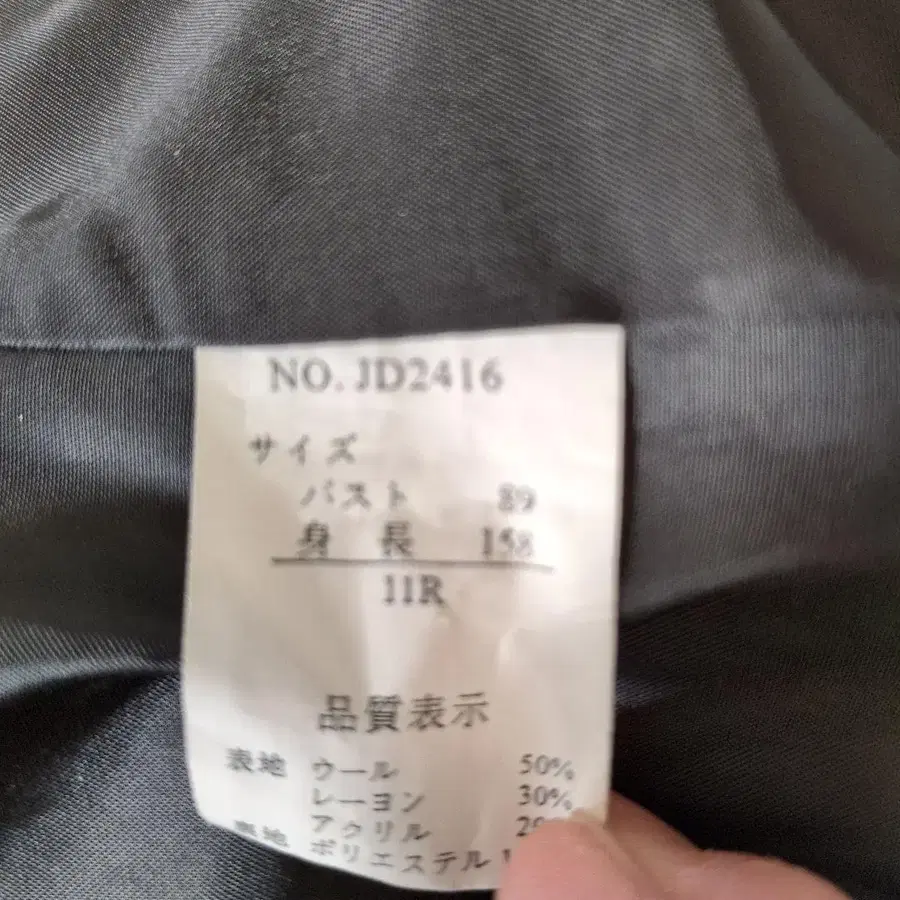 NO. JD2416
サイズ
バスト 89
身長 158
11R
品質表示
表地 ウール 50%
レーヨン 30%
アクリル
ポリエステル